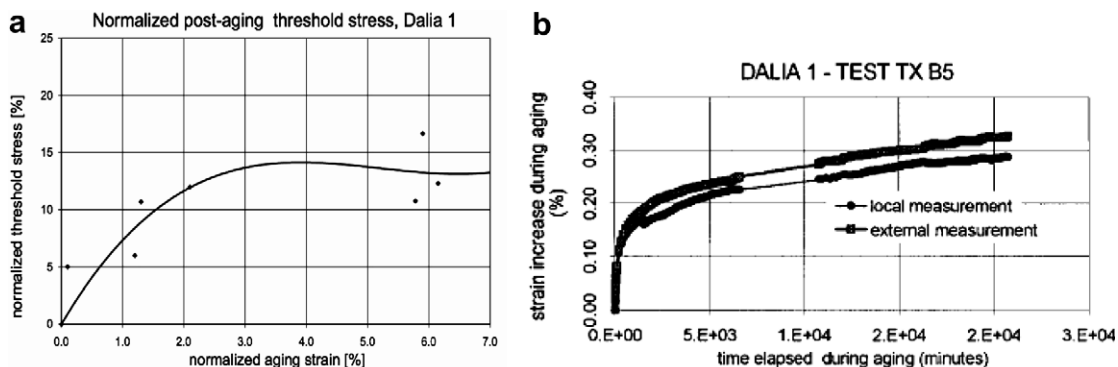 a
Normalized post-aging threshold stress, Dalia 1
normalized threshold stress [%]
25
20
15
10
5
0
0.0 1.0 2.0 3.0 4.0 5.0 6.0 7.0
normalized aging strain [%]
b
DALIA 1 - TEST TX B5
strain increase during aging
(%)
0.40
0.30
0.20
0.10
0.00
local measurement
external measurement
0.E+00 5.E+03 1.E+04 2.E+04 2.E+04 3.E+04
time elapsed during aging (minutes)